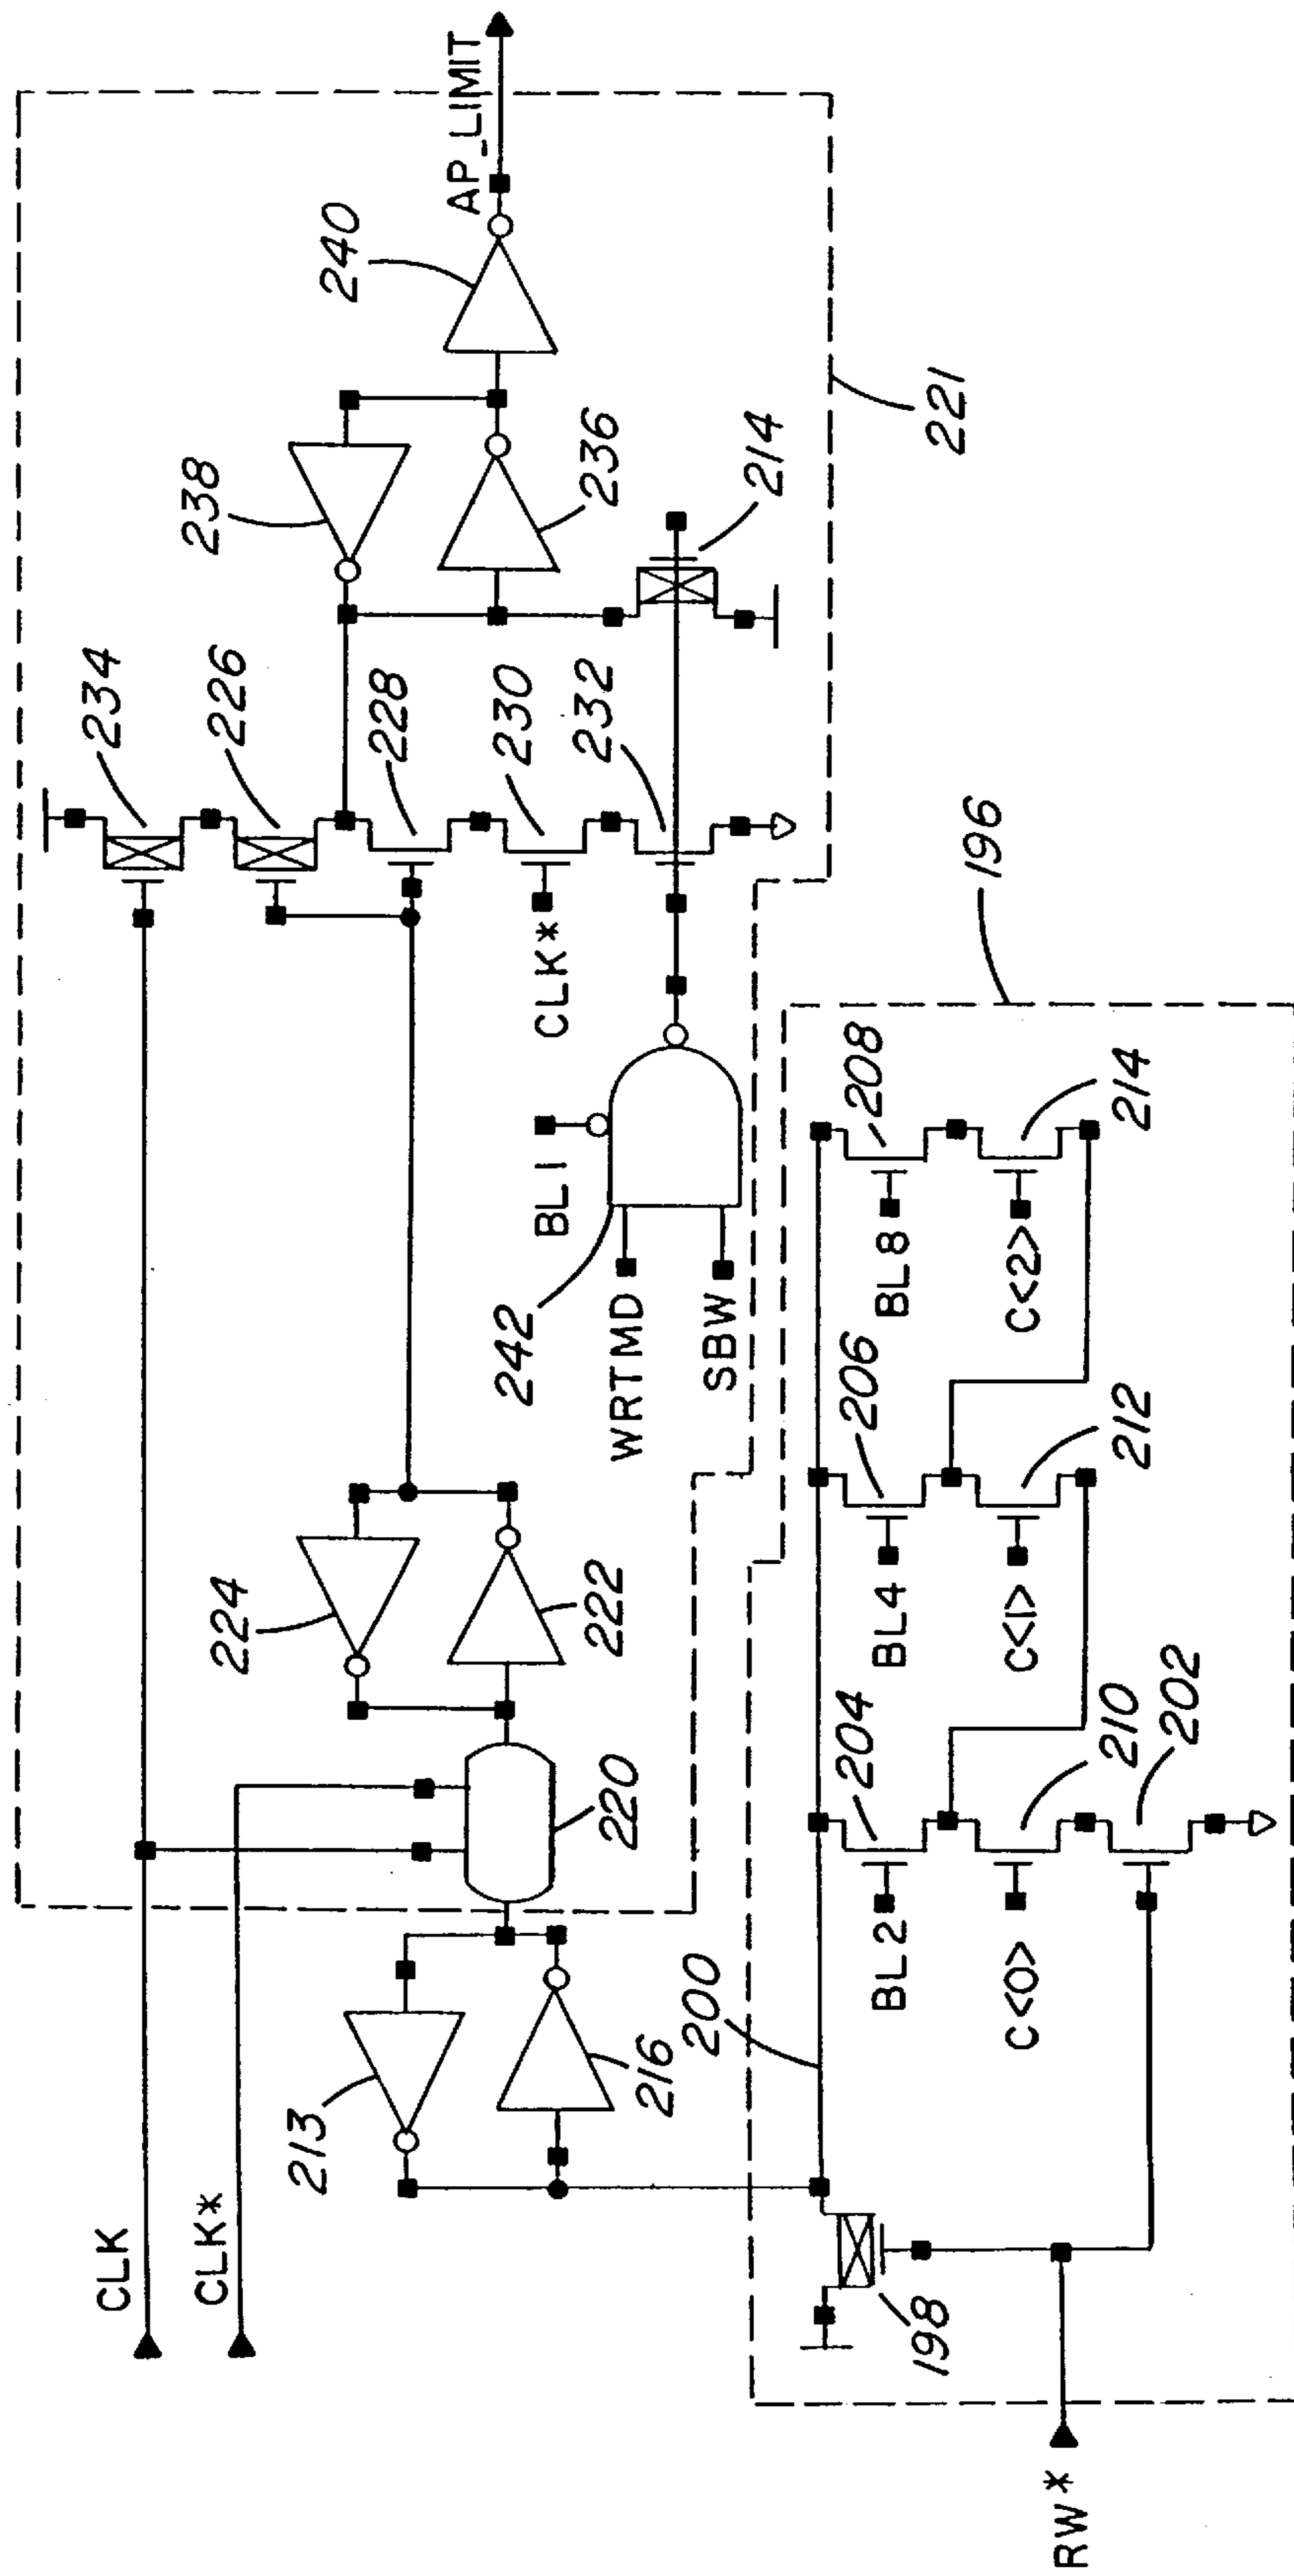 CLK
CLK*
RW*
213
216
200
198
220
224
222
BL2
C<0>
204
210
202
BL4
C<1>
206
212
BL8
C<2>
208
214
196
242
WRTMD
SBW
BL1
CLK*
234
226
228
230
232
238
236
214
240
AP_LIMIT
221